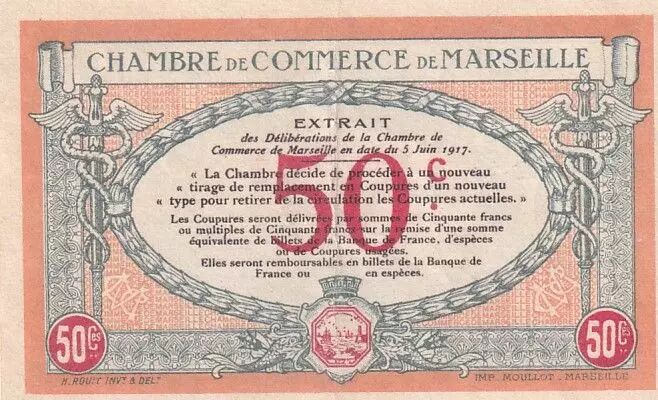 CHAMBRE DE COMMERCE DE MARSEILLE
EXTRAIT
des Délibérations de la Chambre de
Commerce de Marseille en date du 5 Juin 1917.
50 c.
« La Chambre décide de procéder à un nouveau
« tirage de remplacement en Coupures d'un nouveau
« type pour retirer de la circulation les Coupures actuelles. »
Les Coupures seront délivrées par sommes de Cinquante francs
ou multiples de Cinquante francs sur la remise d'une somme
équivalente de billets de la Banque de France, d'espèces
ou de Coupures usagées.
Elles seront remboursables en billets de la Banque de
France ou en espèces.
50 Ces
50 Ces
H. ROUIT INVt & DELt
IMP. MOULLOT. MARSEILLE